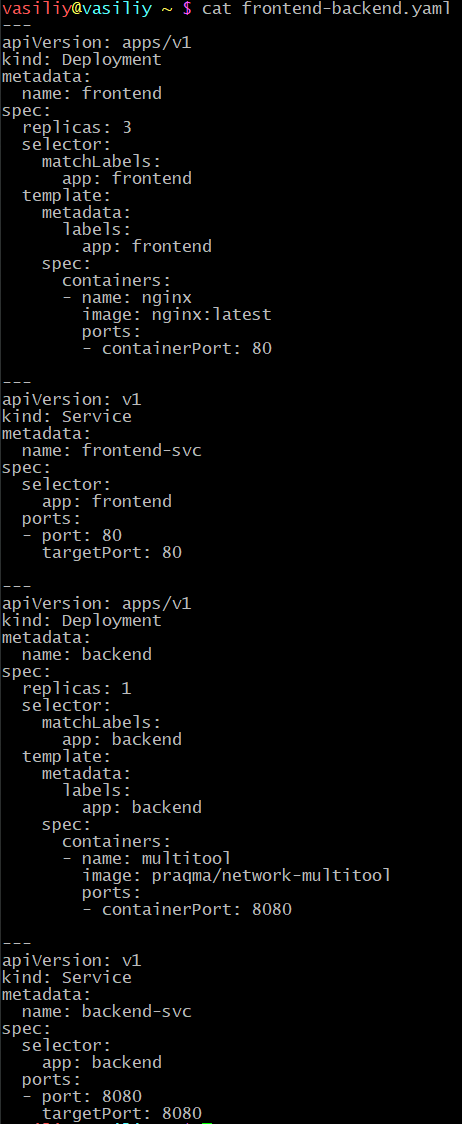 vasiliy@vasiliy ~ $ cat frontend-backend.yaml
---
apiVersion: apps/v1
kind: Deployment
metadata:
  name: frontend
spec:
  replicas: 3
  selector:
    matchLabels:
      app: frontend
  template:
    metadata:
      labels:
        app: frontend
    spec:
      containers:
      - name: nginx
        image: nginx:latest
        ports:
        - containerPort: 80

---
apiVersion: v1
kind: Service
metadata:
  name: frontend-svc
spec:
  selector:
    app: frontend
  ports:
  - port: 80
    targetPort: 80

---
apiVersion: apps/v1
kind: Deployment
metadata:
  name: backend
spec:
  replicas: 1
  selector:
    matchLabels:
      app: backend
  template:
    metadata:
      labels:
        app: backend
    spec:
      containers:
      - name: multitool
        image: praqma/network-multitool
        ports:
        - containerPort: 8080

---
apiVersion: v1
kind: Service
metadata:
  name: backend-svc
spec:
  selector:
    app: backend
  ports:
  - port: 8080
    targetPort: 8080